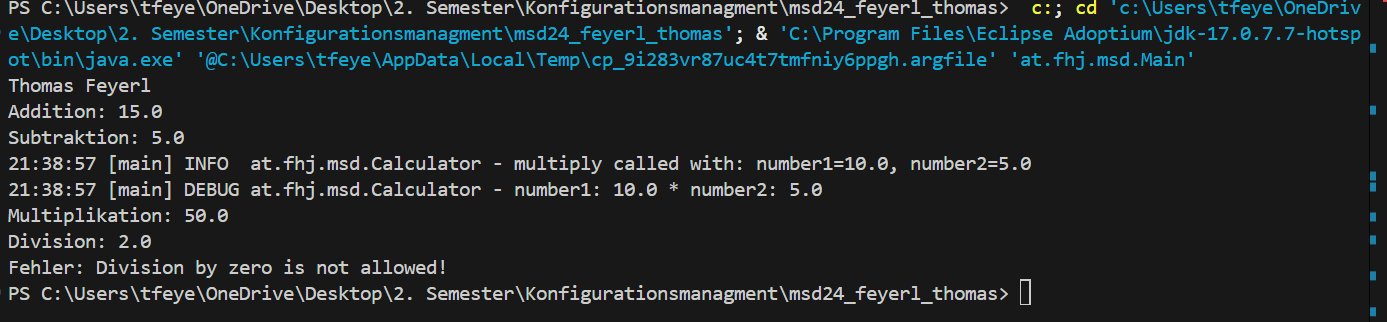 PS C:\Users\tfeye\OneDrive\Desktop\2. Semester\Konfigurationsmanagment\msd24_feyerl_thomas>  c:; cd 'c:\Users\tfeye\OneDriv
e\Desktop\2. Semester\Konfigurationsmanagment\msd24_feyerl_thomas'; & 'C:\Program Files\Eclipse Adoptium\jdk-17.0.7.7-hotsp
ot\bin\java.exe' '@C:\Users\tfeye\AppData\Local\Temp\cp_9i283vr87uc4t7tmfniy6ppgh.argfile' 'at.fhj.msd.Main'
Thomas Feyerl
Addition: 15.0
Subtraktion: 5.0
21:38:57 [main] INFO  at.fhj.msd.Calculator - multiply called with: number1=10.0, number2=5.0
21:38:57 [main] DEBUG at.fhj.msd.Calculator - number1: 10.0 * number2: 5.0
Multiplikation: 50.0
Division: 2.0
Fehler: Division by zero is not allowed!
PS C:\Users\tfeye\OneDrive\Desktop\2. Semester\Konfigurationsmanagment\msd24_feyerl_thomas>